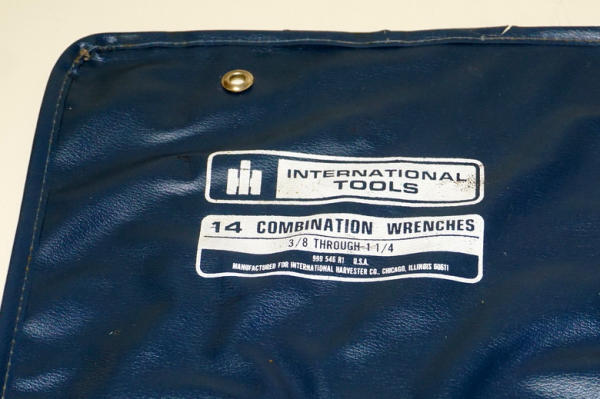 IH INTERNATIONAL
TOOLS
14 COMBINATION WRENCHES
3/8 THROUGH 1 1/4
999 546 R1 U.S.A.
MANUFACTURED FOR INTERNATIONAL HARVESTER CO., CHICAGO, ILLINOIS 60611